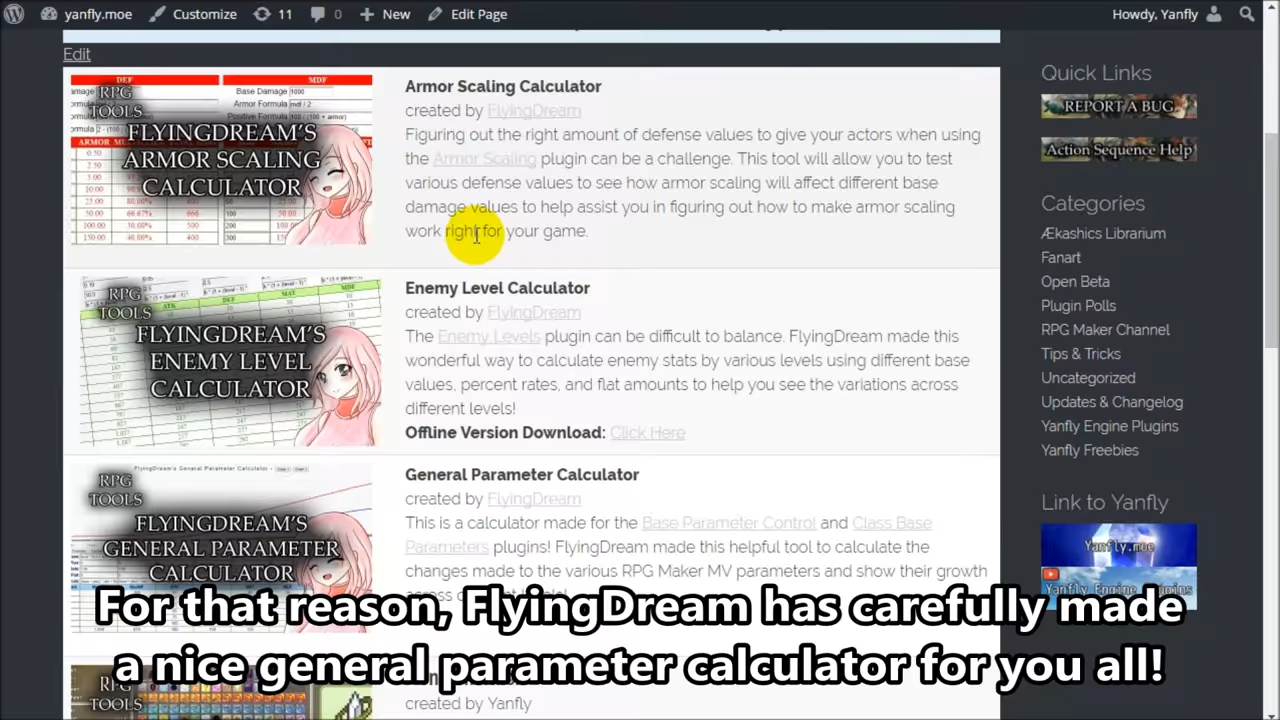 yanfly.moe
Customize
11
0
New
Edit Page
Howdy, Yanfly
Edit
RPG
TOOLS
FLYINGDREAM'S
ARMOR SCALING
CALCULATOR
Armor Scaling Calculator
created by FlyingDream
Figuring out the right amount of defense values to give your actors when using
the Armor Scaling plugin can be a challenge. This tool will allow you to test
various defense values to see how armor scaling will affect different base
damage values to help assist you in figuring out how to make armor scaling
work right for your game.
RPG
TOOLS
FLYINGDREAM'S
ENEMY LEVEL
CALCULATOR
Enemy Level Calculator
created by FlyingDream
The Enemy Levels plugin can be difficult to balance. FlyingDream made this
wonderful way to calculate enemy stats by various levels using different base
values, percent rates, and flat amounts to help you see the variations across
different levels!
Offline Version Download: Click Here
RPG
TOOLS
FLYINGDREAM'S
GENERAL PARAMETER
CALCULATOR
General Parameter Calculator
created by FlyingDream
This is a calculator made for the Base Parameter Control and Class Base
Parameters plugins! FlyingDream made this helpful tool to calculate the
changes made to the various RPG Maker MV parameters and show their growth
RPG
TOOLS
created by Yanfly
Quick Links
REPORT A BUG
Action Sequence Help
Categories
Ækashics Librarium
Fanart
Open Beta
Plugin Polls
RPG Maker Channel
Tips & Tricks
Uncategorized
Updates & Changelog
Yanfly Engine Plugins
Yanfly Freebies
Link to Yanfly
Yanfly.moe
Yanfly Engine Plugins
For that reason, FlyingDream has carefully made
a nice general parameter calculator for you all!